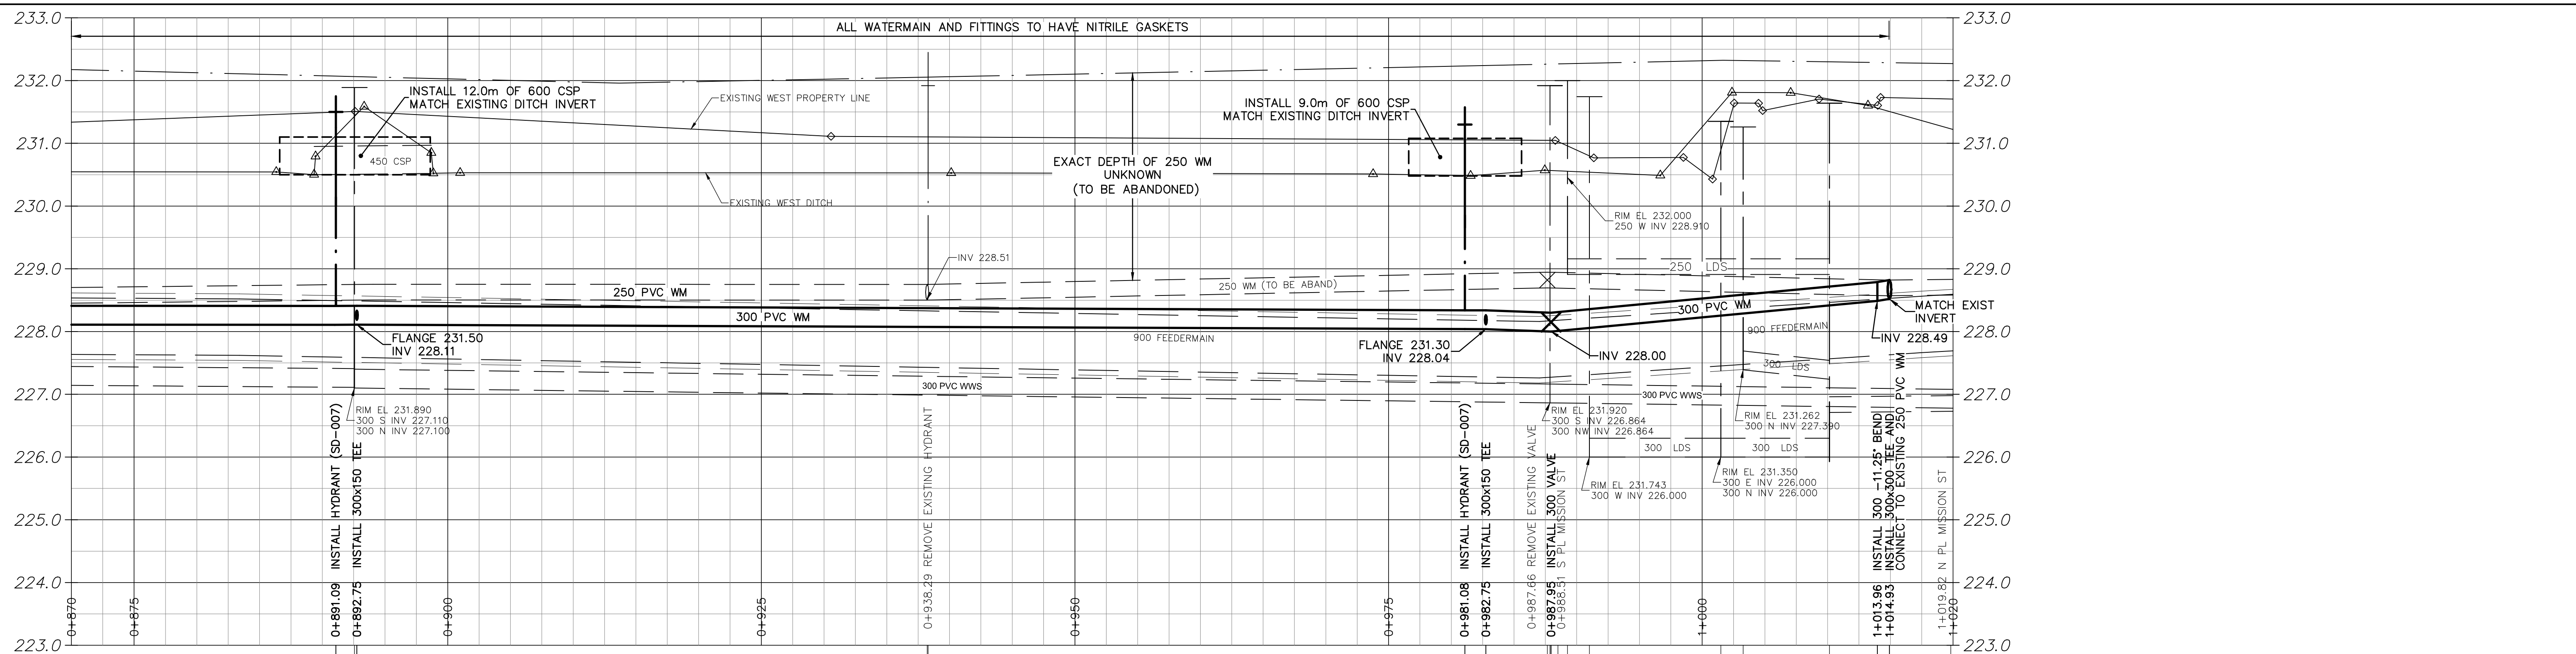 233.0
ALL WATERMAIN AND FITTINGS TO HAVE NITRILE GASKETS
233.0
232.0
232.0
INSTALL 12.0m OF 600 CSP
MATCH EXISTING DITCH INVERT
EXISTING WEST PROPERTY LINE
INSTALL 9.0m OF 600 CSP
MATCH EXISTING DITCH INVERT
231.0
231.0
450 CSP
EXACT DEPTH OF 250 WM
UNKNOWN
(TO BE ABANDONED)
EXISTING WEST DITCH
230.0
230.0
RIM EL 232.000
250 W INV 228.910
INV 228.51
229.0
229.0
250 LDS
250 PVC WM
250 WM (TO BE ABAND)
300 PVC WM
300 PVC WM
MATCH EXIST
INVERT
228.0
228.0
900 FEEDERMAIN
900 FEEDERMAIN
FLANGE 231.50
INV 228.11
FLANGE 231.30
INV 228.04
INV 228.00
INV 228.49
300 LDS
227.0
227.0
300 PVC WWS
300 PVC WWS
RIM EL 231.890
300 S INV 227.110
300 N INV 227.100
RIM EL 231.920
300 S INV 226.864
300 NW INV 226.864
RIM EL 231.262
300 N INV 227.390
226.0
226.0
300 LDS
300 LDS
RIM EL 231.743
300 W INV 226.000
RIM EL 231.350
300 E INV 226.000
300 N INV 226.000
225.0
225.0
224.0
224.0
223.0
223.0
0+870
0+875
0+891.09 INSTALL HYDRANT (SD-007)
0+892.75 INSTALL 300x150 TEE
0+900
0+925
0+938.29 REMOVE EXISTING HYDRANT
0+950
0+975
0+981.08 INSTALL HYDRANT (SD-007)
0+982.75 INSTALL 300x150 TEE
0+987.66 REMOVE EXISTING VALVE
0+987.95 INSTALL 300 VALVE
0+988.51 S PL MISSION ST
1+000
1+013.96 INSTALL 300 -11.25° BEND
1+014.93 INSTALL 300x300 TEE AND
CONNECT TO EXISTING 250 PVC WM
1+019.82 N PL MISSION ST
1+020